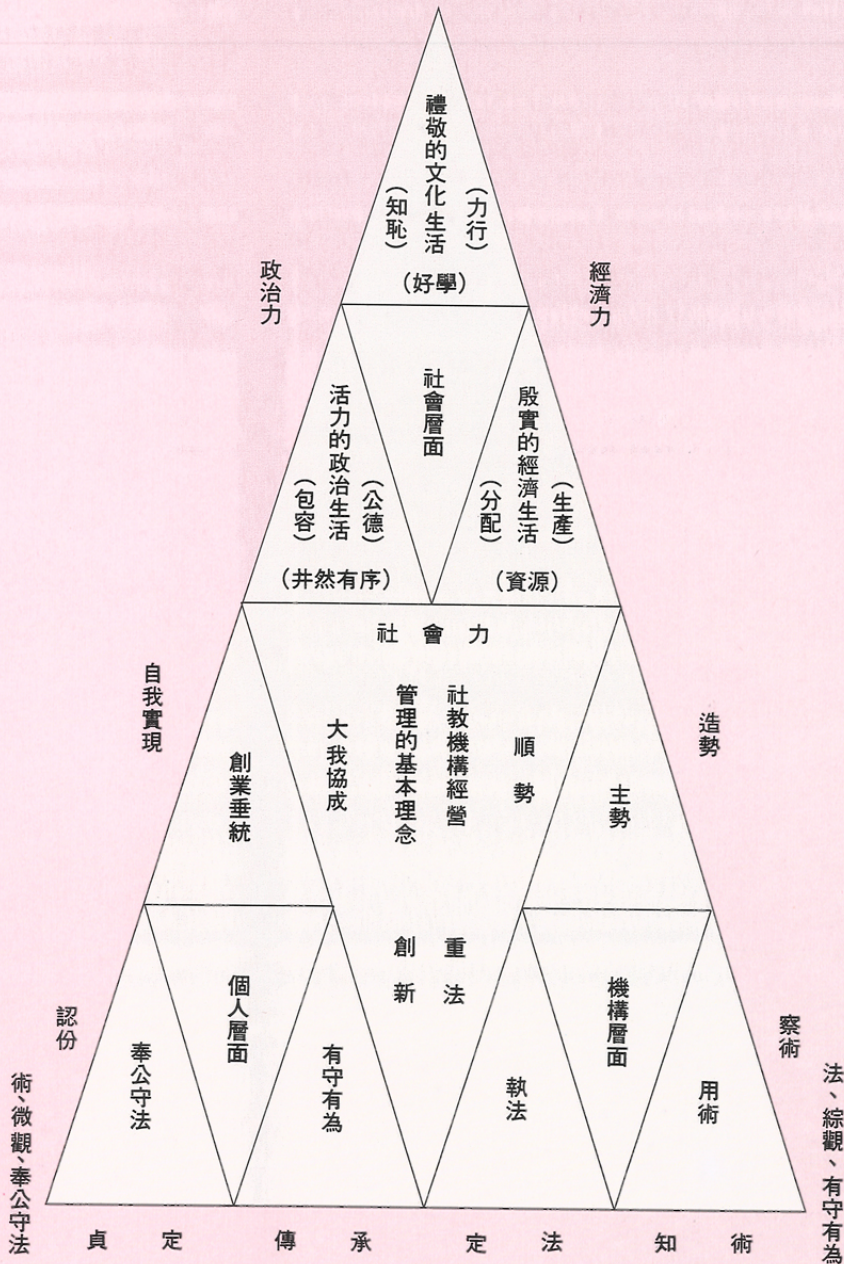 禮敬的文化生活
（力行）
（知恥）
（好學）
政治力
經濟力
社會層面
活力的政治生活
（公德）
（包容）
（井然有序）
殷實的經濟生活
（生產）
（分配）
（資源）
社會力
自我實現
造勢
創業垂統
大我協成
社教機構經營
管理的基本理念
順勢
主勢
重法
創新
認份
察術
個人層面
機構層面
奉公守法
有守有為
執法
用術
術、微觀、奉公守法
法、綜觀、有守有為
貞定 傳承 定法 知術